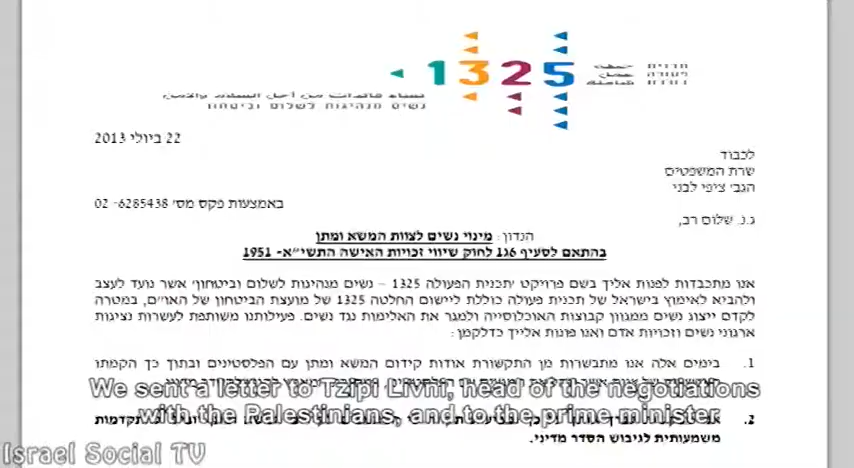 1325
נשים מנהיגות לשלום וביטחון
22 ביולי 2013
לכבוד
שרת המשפטים
הגב' ציפי לבני
באמצעות פקס מס' 02 -6285438
ג.נ. שלום רב,
הנדון: מינוי נשים לצוות המשא ומתן
בהתאם לסעיף 6ג1 לחוק שיווי זכויות האישה התשי"א- 1951
אנו מתכבדות לפנות אליך בשם פרויקט 'תכנית הפעולה 1325 – נשים מנהיגות לשלום וביטחון' אשר נועד לעצב
ולהביא לאימוץ בישראל של תכנית פעולה כוללת ליישום החלטה 1325 של מועצת הביטחון של האו"ם, במטרה
לקדם ייצוג נשים ממגוון קבוצות האוכלוסייה ולמגר את האלימות נגד נשים. פעילותנו משותפת לעשרות נציגות
ארגוני נשים וזכויות אדם ואנו פונות אלייך כדלקמן:
1. בימים אלה אנו מתבשרות מן התקשורת אודות קידום המשא ומתן עם הפלסטינים ובתוך כך הקמתו
We sent a letter to Tzipi Livni, head of the negotiations
with the Palestinians, and to the prime minister
2.
משמעותית לגיבוש הסדר מדיני.
Israel Social TV